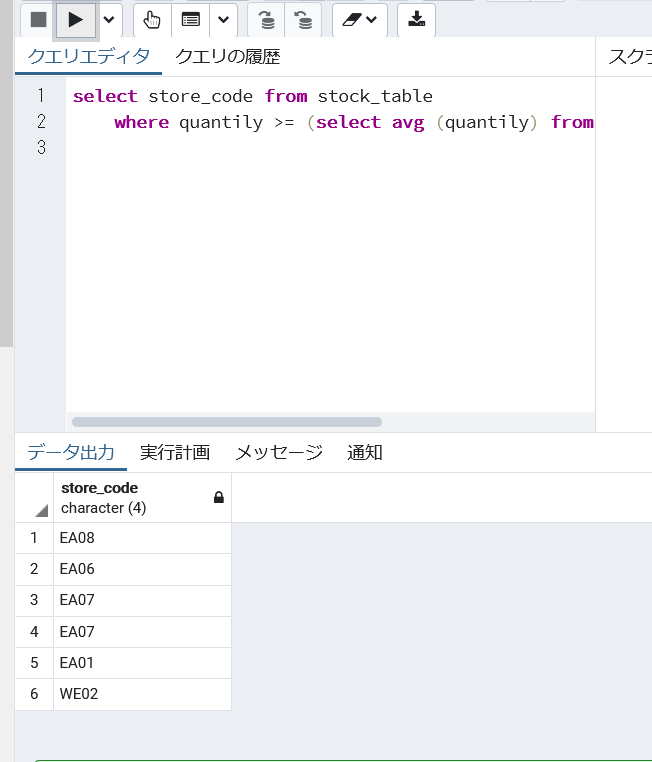 クエリエディタ クエリの履歴
1 select store_code from stock_table
2 where quantily >= (select avg (quantily) from
3
データ出力 実行計画 メッセージ 通知
store_code
character (4)
1 EA08
2 EA06
3 EA07
4 EA07
5 EA01
6 WE02